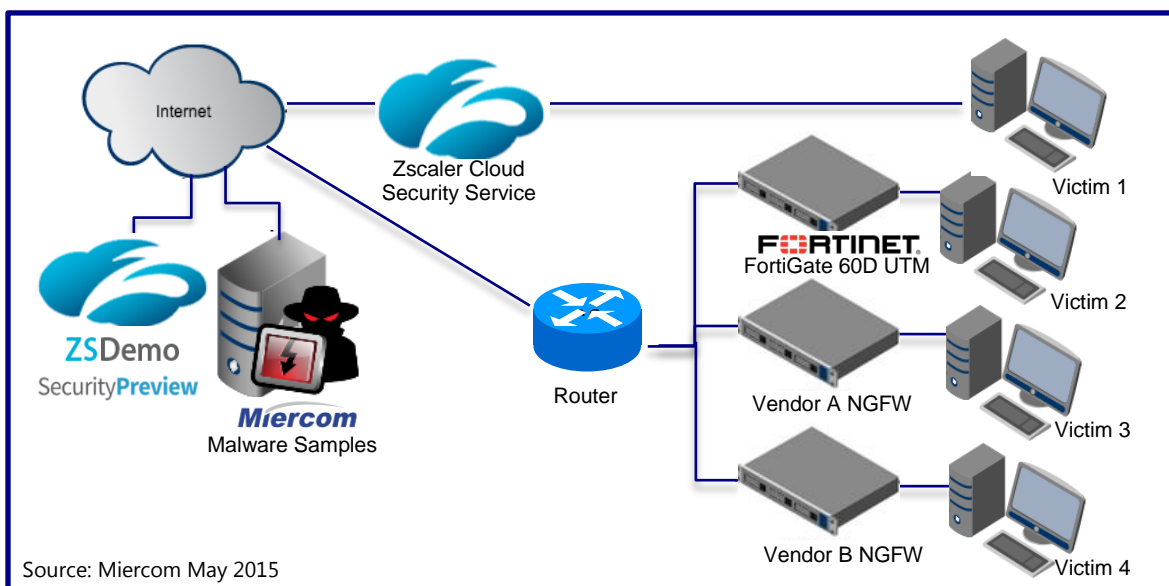 Internet
Zscaler Cloud
Security Service
Victim 1
FORTINET.
FortiGate 60D UTM
Victim 2
ZSDemo
SecurityPreview
Miercom
Malware Samples
Router
Vendor A NGFW
Victim 3
Vendor B NGFW
Victim 4
Source: Miercom May 2015